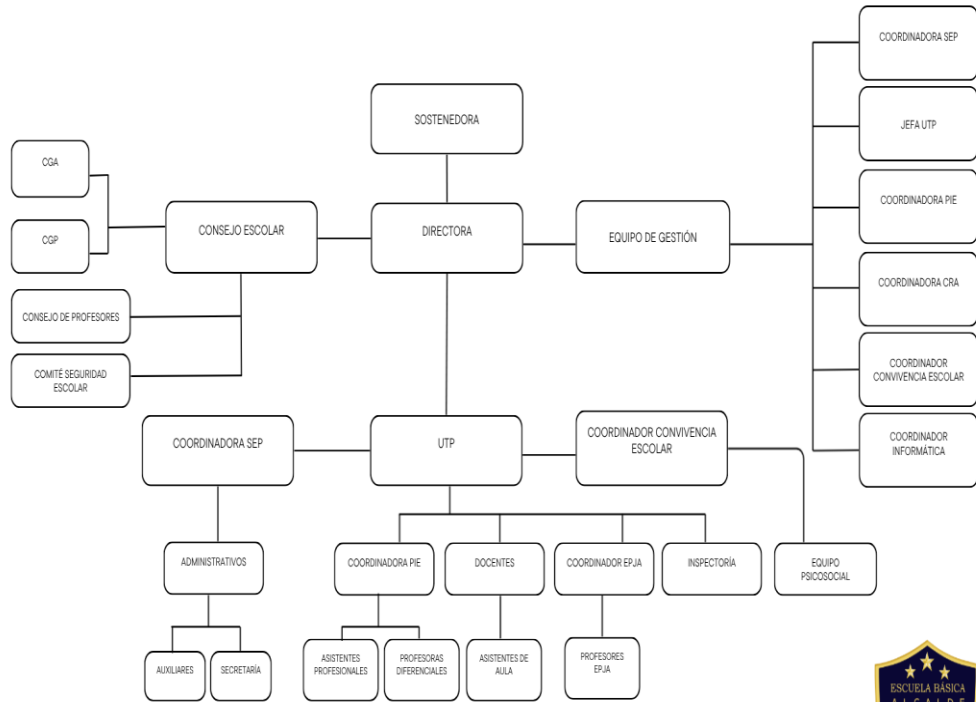 COORDINADORA SEP
SOSTENEDORA
JEFA UTP
CGA
COORDINADORA PIE
CGP
CONSEJO ESCOLAR
DIRECTORA
EQUIPO DE GESTIÓN
COORDINADORA CRA
CONSEJO DE PROFESORES
COMITÉ SEGURIDAD
ESCOLAR
COORDINADOR
CONVIVENCIA ESCOLAR
COORDINADORA SEP
UTP
COORDINADOR CONVIVENCIA
ESCOLAR
COORDINADOR
INFORMÁTICA
ADMINISTRATIVOS
COORDINADORA PIE
DOCENTES
COORDINADOR EPJA
INSPECTORÍA
EQUIPO
PSICOSOCIAL
AUXILIARES
SECRETARÍA
ASISTENTES
PROFESIONALES
PROFESORAS
DIFERENCIALES
ASISTENTES DE
AULA
PROFESORES
EPJA
ESCUELA BÁSICA
ALCALDE